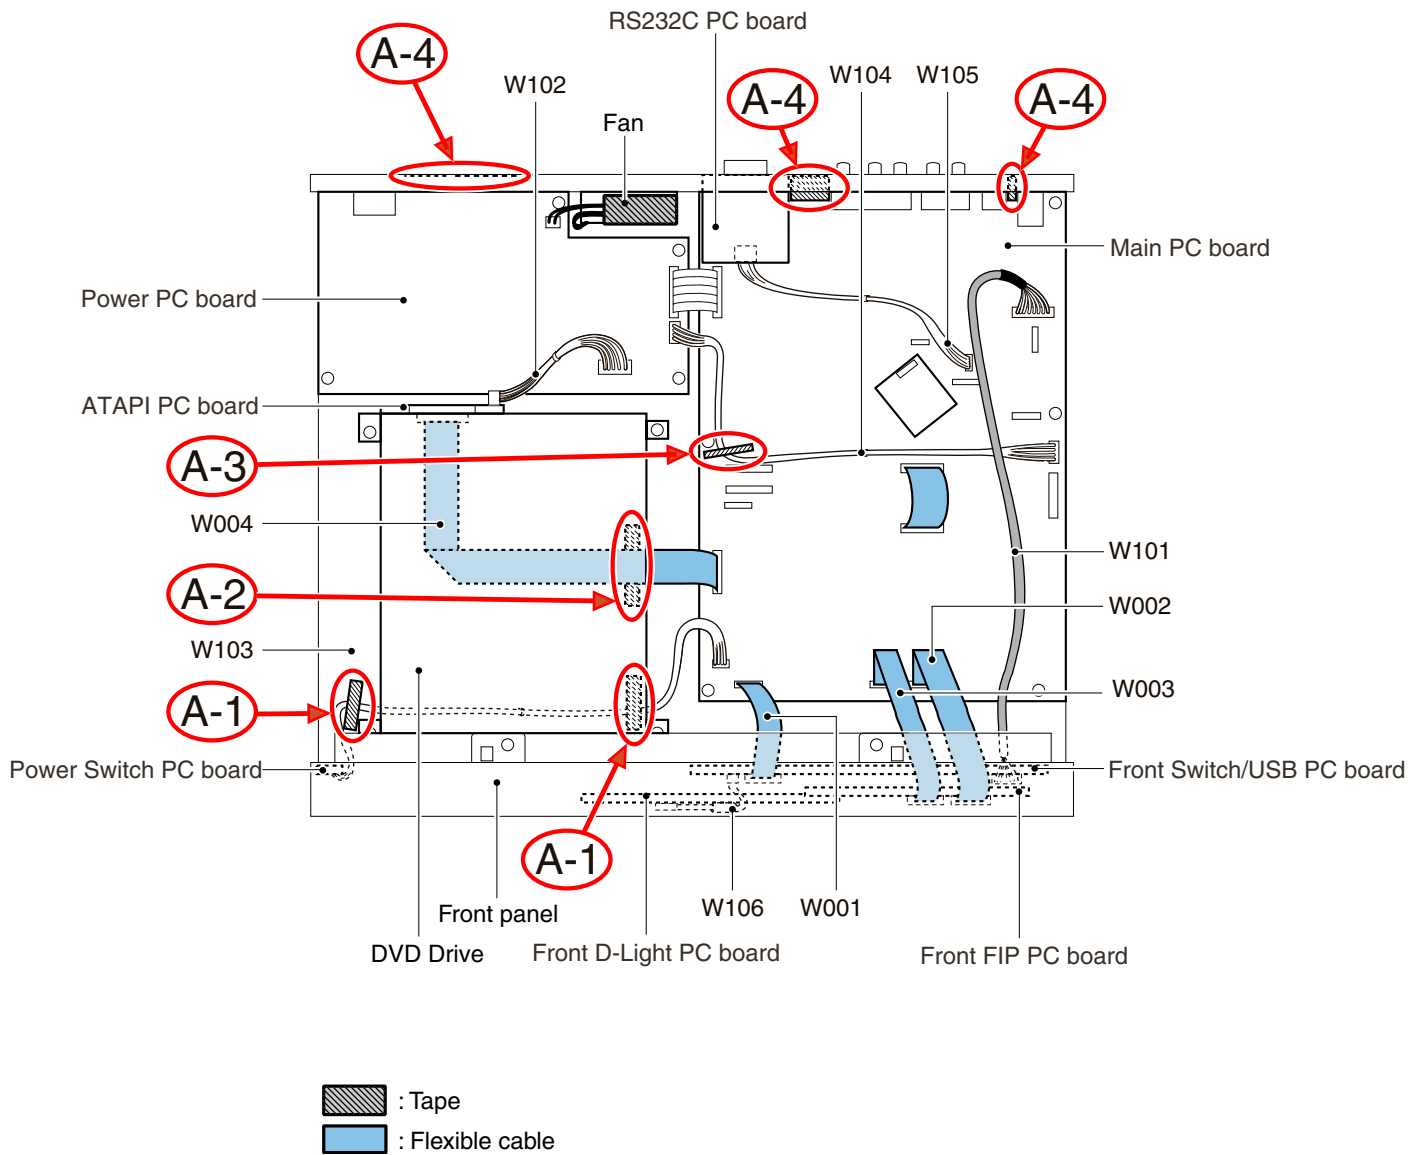 RS232C PC board
A-4
W102
W104
W105
A-4
A-4
Fan
Main PC board
Power PC board
ATAPI PC board
A-3
W004
W101
A-2
W002
W103
W003
A-1
Power Switch PC board
Front Switch/USB PC board
A-1
W106
W001
Front panel
DVD Drive
Front D-Light PC board
Front FIP PC board
: Tape
: Flexible cable